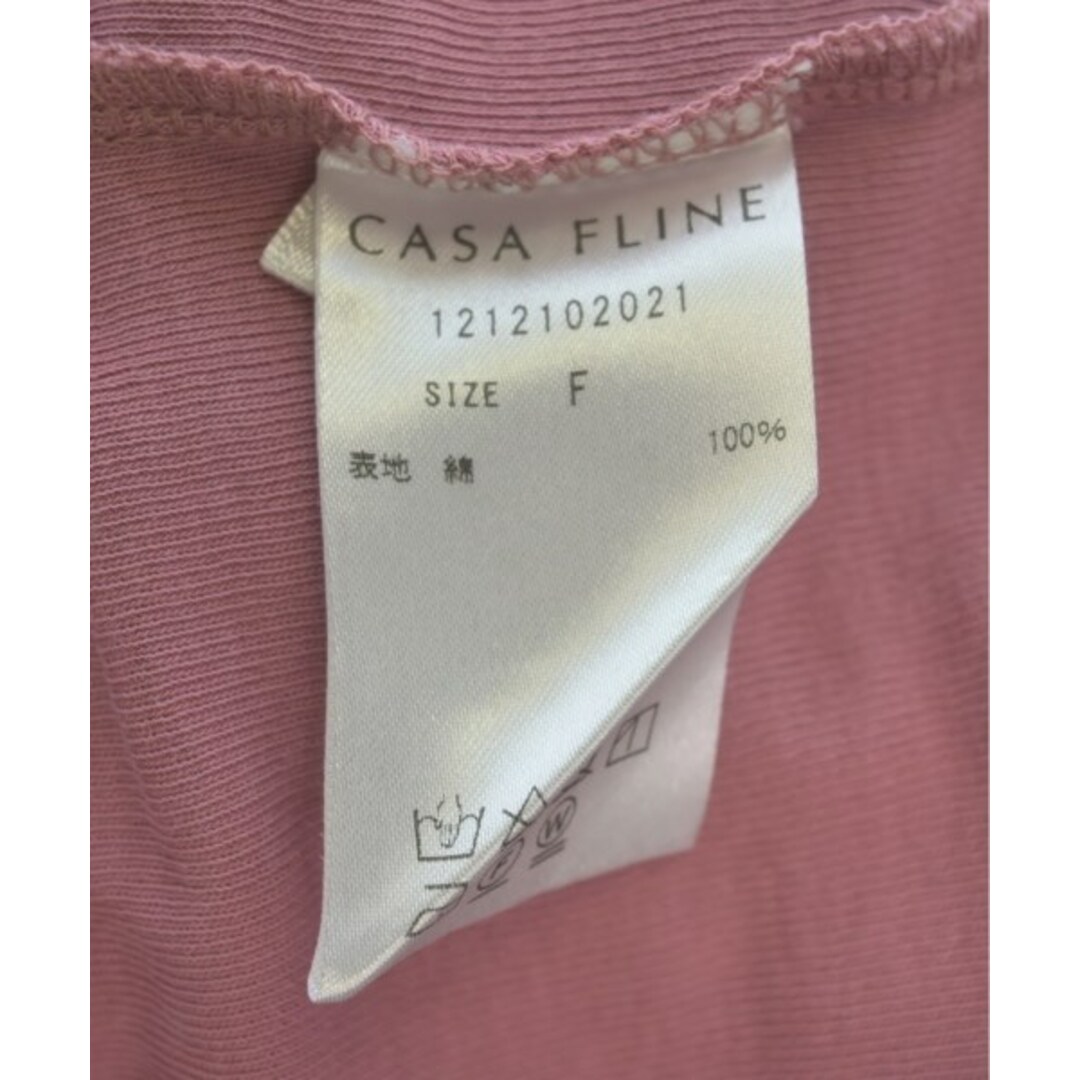 CASA FLINE
1212102021
SIZE F
表地 綿 100%